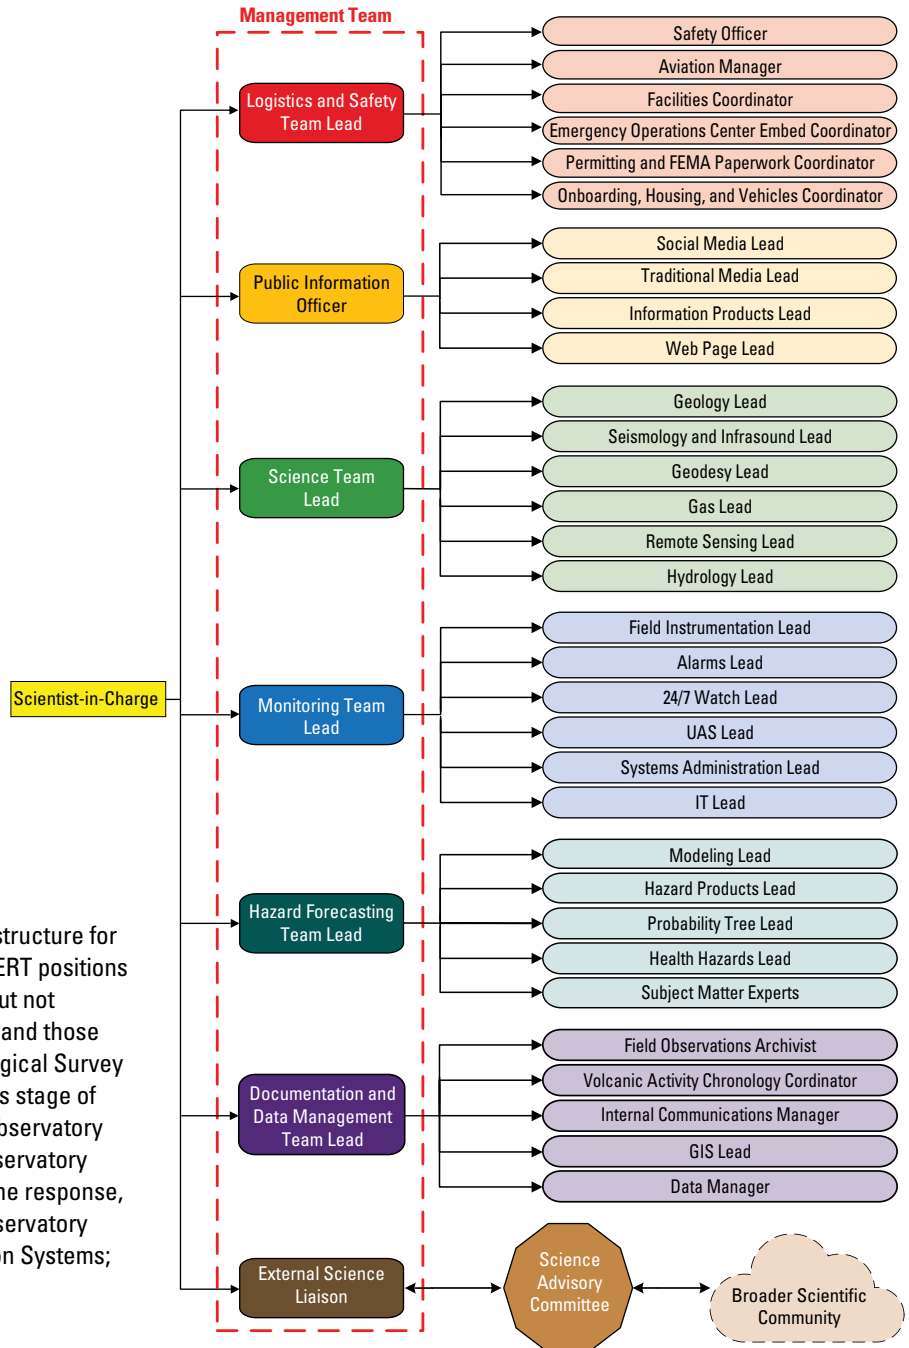 Management Team
Logistics and Safety
Team Lead
Safety Officer
Aviation Manager
Facilities Coordinator
Emergency Operations Center Embed Coordinator
Permitting and FEMA Paperwork Coordinator
Onboarding, Housing, and Vehicles Coordinator
Public Information
Officer
Social Media Lead
Traditional Media Lead
Information Products Lead
Web Page Lead
Science Team
Lead
Geology Lead
Seismology and Infrasound Lead
Geodesy Lead
Gas Lead
Remote Sensing Lead
Hydrology Lead
Scientist-in-Charge
Monitoring Team
Lead
Field Instrumentation Lead
Alarms Lead
24/7 Watch Lead
UAS Lead
Systems Administration Lead
IT Lead
Hazard Forecasting
Team Lead
Modeling Lead
Hazard Products Lead
Probability Tree Lead
Health Hazards Lead
Subject Matter Experts
Documentation and
Data Management
Team Lead
Field Observations Archivist
Volcanic Activity Chronology Cordinator
Internal Communications Manager
GIS Lead
Data Manager
External Science
Liaison
Science
Advisory
Committee
Broader Scientific
Community
structure for
ERT positions
ut not
and those
gical Survey
s stage of
bservatory
servatory
ne response,
servatory
on Systems;